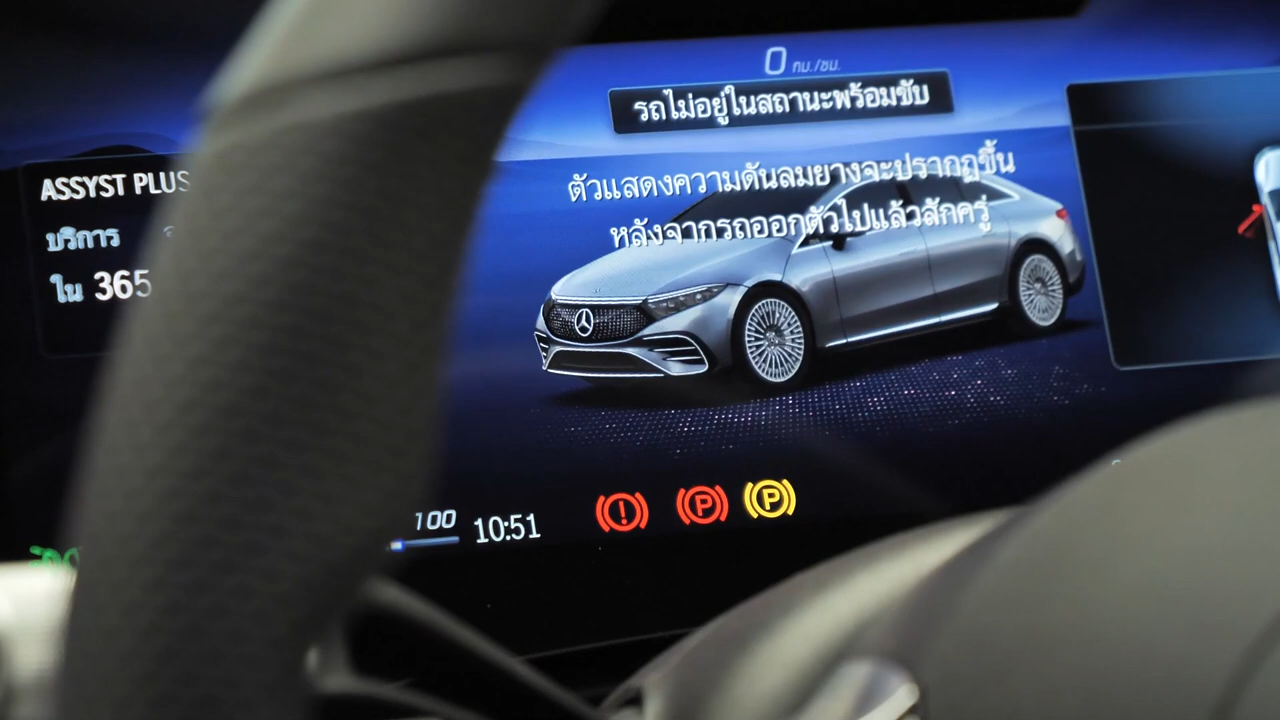 0 กม./ชม.
รถไม่อยู่ในสถานะพร้อมขับ
ตัวแสดงความดันลมยางจะปรากฏขึ้น
หลังจากรถออกตัวไปแล้วสักครู่
ASSYST PLUS
บริการ
ใน 365
100
10:51
P
P